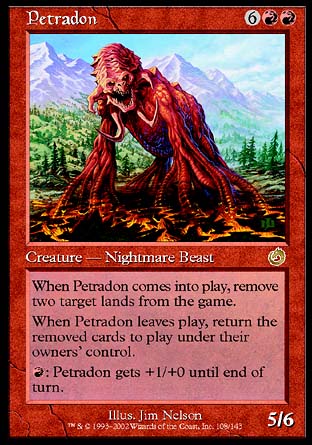 Petradon 6
Creature — Nightmare Beast
When Petradon comes into play, remove
two target lands from the game.
When Petradon leaves play, return the
removed cards to play under their
owners' control.
: Petradon gets +1/+0 until end of
turn.
Illus. Jim Nelson
™ & © 1993–2002 Wizards of the Coast, Inc. 108/143
5/6